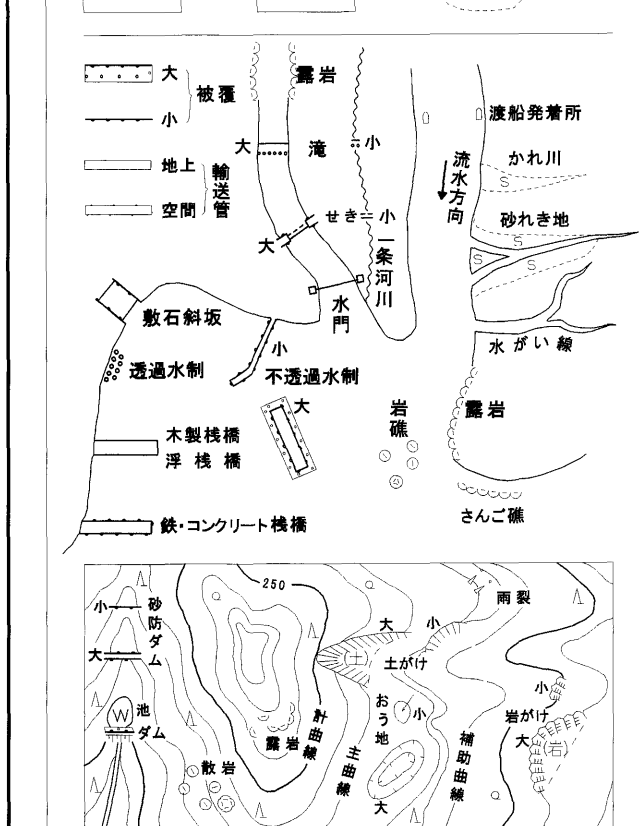 大
被覆
小
地上
輸送管
空間
露岩
大
滝
小
せき
小
大
一条河川
水門
流水方向
渡船発着所
かれ川
S
砂れき地
S
S
S
水がい線
敷石斜坂
透過水制
小
不透過水制
大
木製桟橋
浮桟橋
鉄・コンクリート桟橋
岩礁
露岩
さんご礁
250
小
砂防ダム
大
W
池
ダム
散岩
露岩
計曲線
主曲線
大
小
土
土がけ
おう地
小
大
補助曲線
雨裂
小
岩がけ
大
(岩)